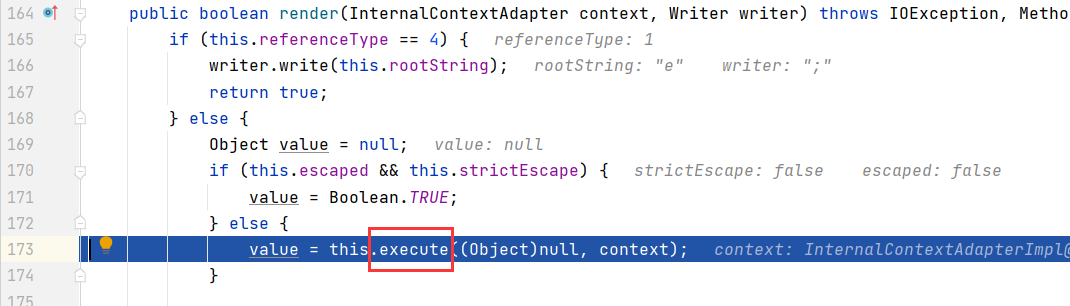 164 public boolean render(InternalContextAdapter context, Writer writer) throws IOException, Metho
165 if (this.referenceType == 4) { referenceType: 1
166 writer.write(this.rootString); rootString: "e" writer: ";"
167 return true;
168 } else {
169 Object value = null; value: null
170 if (this.escaped && this.strictEscape) { strictEscape: false escaped: false
171 value = Boolean.TRUE;
172 } else {
173 value = this.execute((Object)null, context); context: InternalContextAdapterImpl@
174 }
175